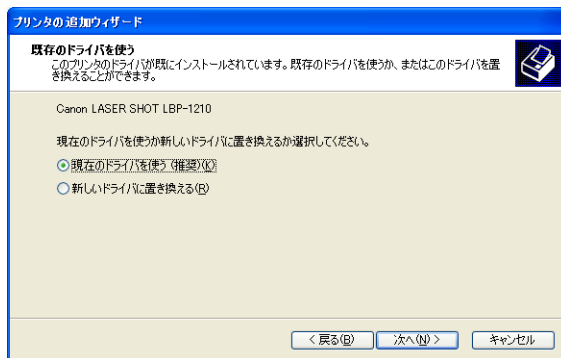 プリンタの追加ウィザード
既存のドライバを使う
このプリンタのドライバが既にインストールされています。既存のドライバを使うか、またはこのドライバを置
き換えることができます。
Canon LASER SHOT LBP-1210
現在のドライバを使うか新しいドライバに置き換えるか選択してください。
現在のドライバを使う (推奨)(K)
新しいドライバに置き換える(R)
< 戻る(B) 次へ(N) > キャンセル